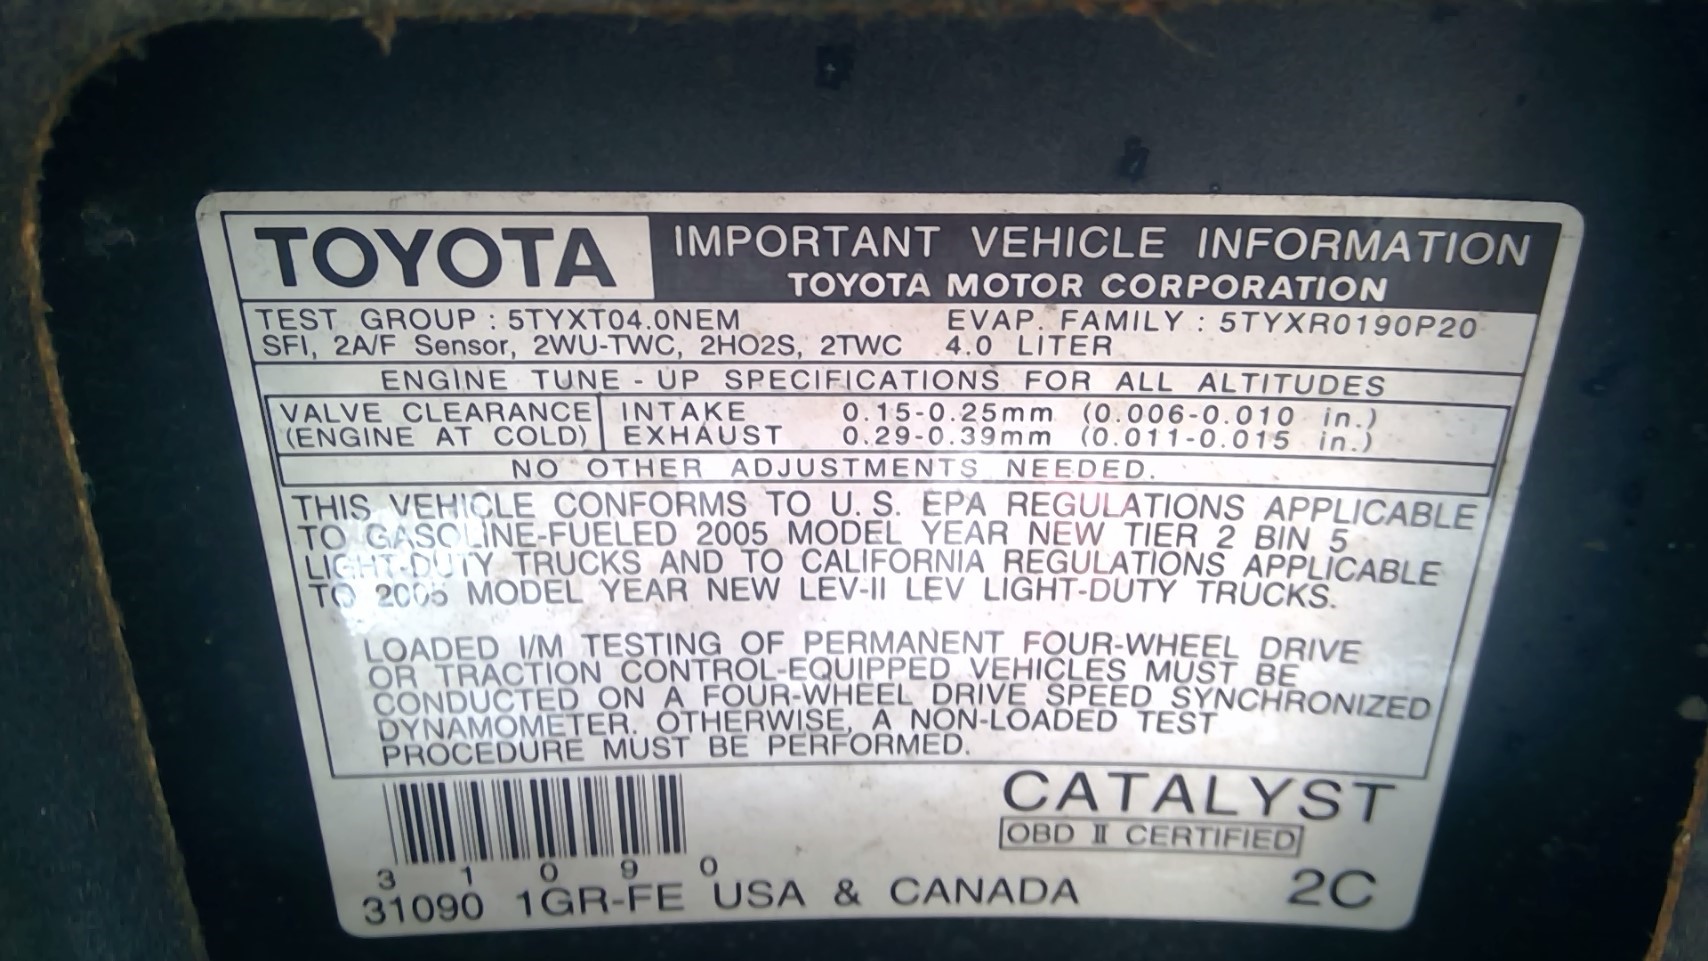 TOYOTA IMPORTANT VEHICLE INFORMATION
TOYOTA MOTOR CORPORATION
TEST GROUP : 5TYXT04.0NEM EVAP. FAMILY : 5TYXR0190P20
SFI, 2A/F Sensor, 2WU-TWC, 2HO2S, 2TWC 4.0 LITER
ENGINE TUNE - UP SPECIFICATIONS FOR ALL ALTITUDES
VALVE CLEARANCE INTAKE 0.15-0.25mm (0.006-0.010 in.)
(ENGINE AT COLD) EXHAUST 0.29-0.39mm (0.011-0.015 in.)
NO OTHER ADJUSTMENTS NEEDED.
THIS VEHICLE CONFORMS TO U. S. EPA REGULATIONS APPLICABLE
TO GASOLINE-FUELED 2005 MODEL YEAR NEW TIER 2 BIN 5
LIGHT-DUTY TRUCKS AND TO CALIFORNIA REGULATIONS APPLICABLE
TO 2005 MODEL YEAR NEW LEV-II LEV LIGHT-DUTY TRUCKS.
LOADED I/M TESTING OF PERMANENT FOUR-WHEEL DRIVE
OR TRACTION CONTROL-EQUIPPED VEHICLES MUST BE
CONDUCTED ON A FOUR-WHEEL DRIVE SPEED SYNCHRONIZED
DYNAMOMETER. OTHERWISE, A NON-LOADED TEST
PROCEDURE MUST BE PERFORMED.
CATALYST
OBD II CERTIFIED
3 1 0 9 0
31090 1GR-FE USA & CANADA 2C